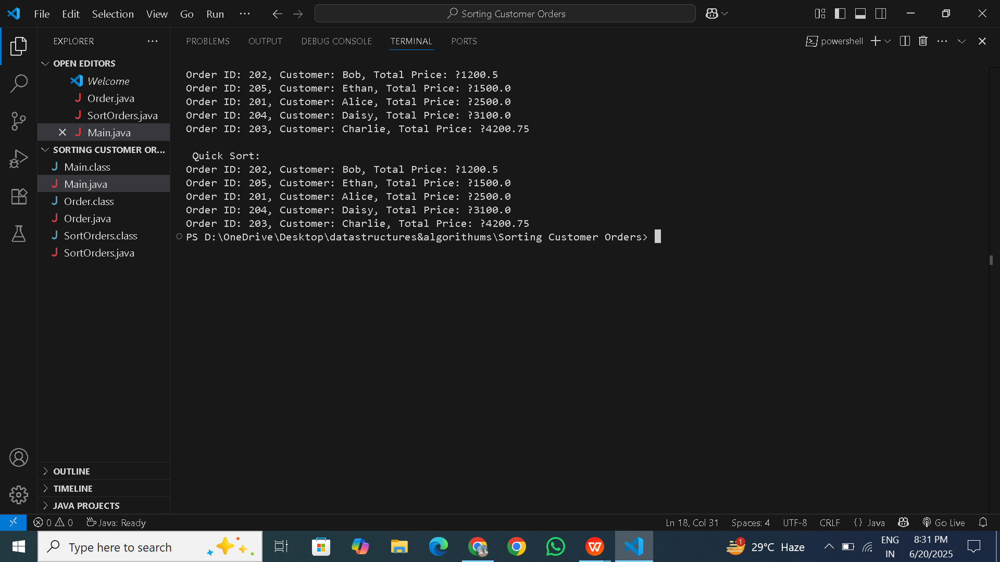 File Edit Selection View Go Run ...
Sorting Customer Orders
EXPLORER
PROBLEMS OUTPUT DEBUG CONSOLE TERMINAL PORTS
powershell
OPEN EDITORS
Welcome
Order.java
SortOrders.java
Main.java
SORTING CUSTOMER OR...
Main.class
Main.java
Order.class
Order.java
SortOrders.class
SortOrders.java
Order ID: 202, Customer: Bob, Total Price: ?1200.5
Order ID: 205, Customer: Ethan, Total Price: ?1500.0
Order ID: 201, Customer: Alice, Total Price: ?2500.0
Order ID: 204, Customer: Daisy, Total Price: ?3100.0
Order ID: 203, Customer: Charlie, Total Price: ?4200.75
Quick Sort:
Order ID: 202, Customer: Bob, Total Price: ?1200.5
Order ID: 205, Customer: Ethan, Total Price: ?1500.0
Order ID: 201, Customer: Alice, Total Price: ?2500.0
Order ID: 204, Customer: Daisy, Total Price: ?3100.0
Order ID: 203, Customer: Charlie, Total Price: ?4200.75
PS D:\OneDrive\Desktop\datastructures&algorithums\Sorting Customer Orders>
OUTLINE
TIMELINE
JAVA PROJECTS
0 0 Java: Ready
Ln 18, Col 31 Spaces: 4 UTF-8 CRLF {} Java Go Live
Type here to search
W
1
29°C Haze
ENG
IN
8:31 PM
6/20/2025